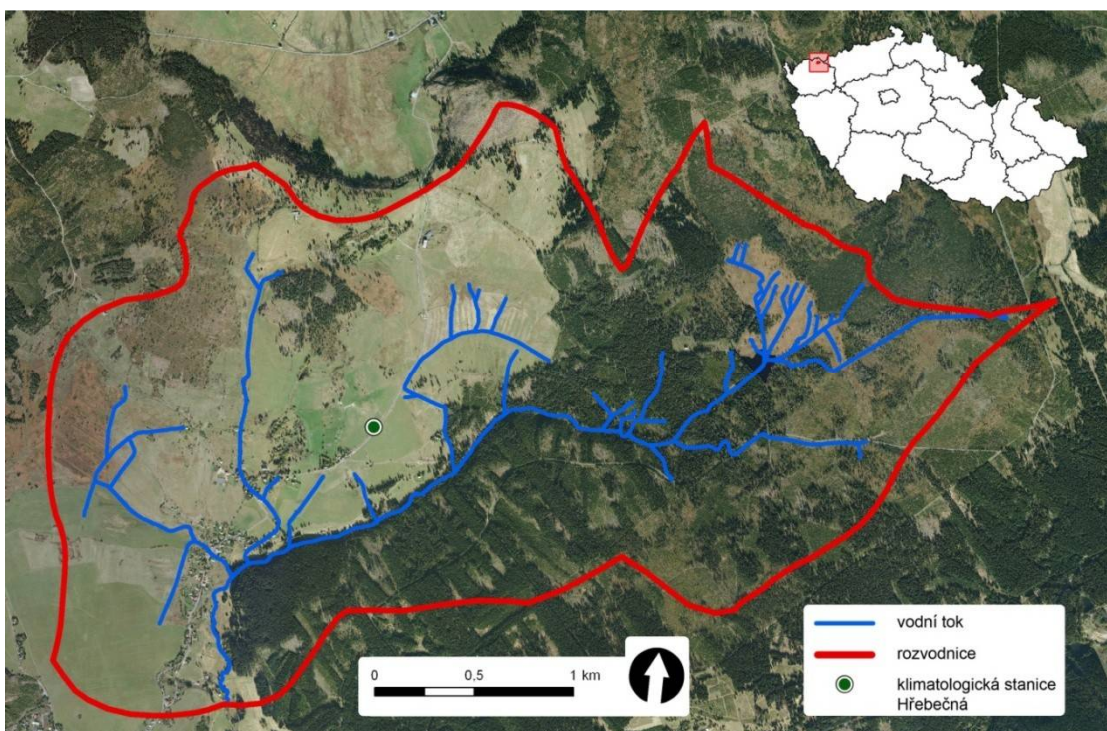 vodní tok
rozvodnice
klimatologická stanice
Hřebečná
0 0,5 1 km